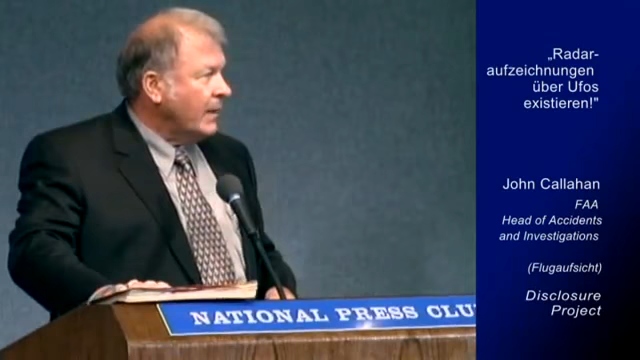 „Radar-
aufzeichnungen
über Ufos
existieren!"
John Callahan
FAA
Head of Accidents
and Investigations
(Flugaufsicht)
Disclosure
Project
NATIONAL PRESS CLU